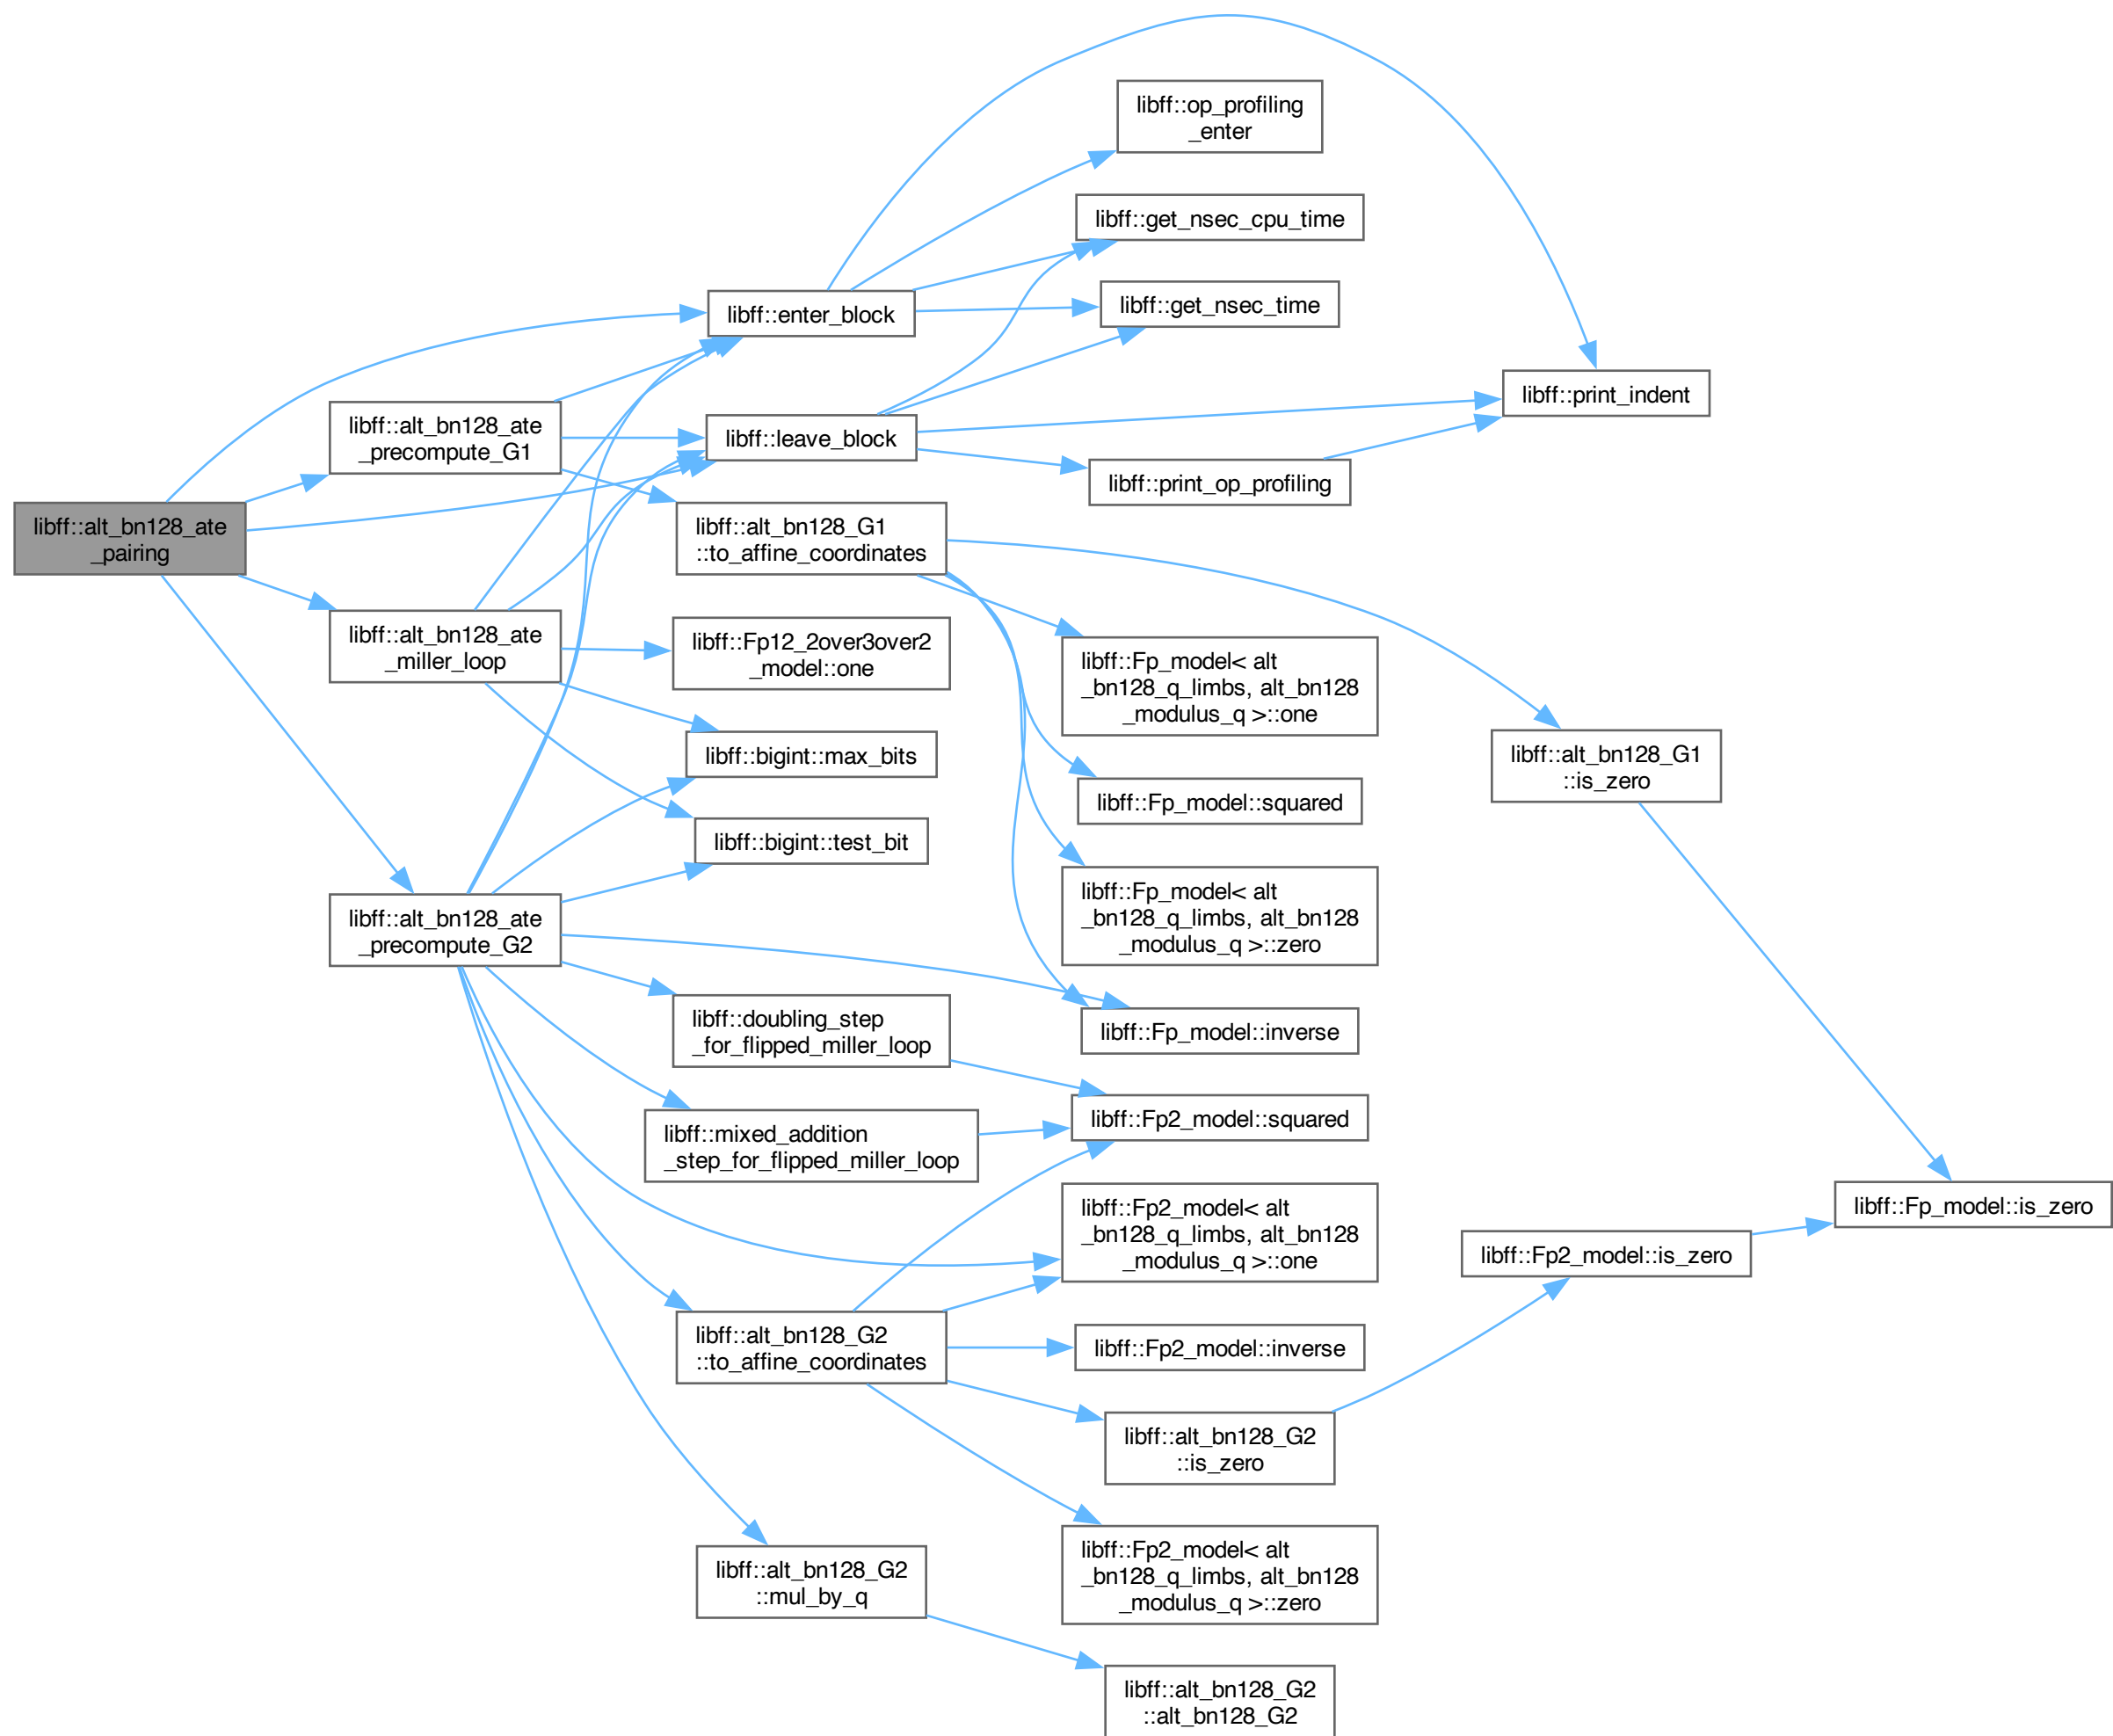 libff::op_profiling
_enter
libff::get_nsec_cpu_time
libff::get_nsec_time
libff::enter_block
libff::print_indent
libff::alt_bn128_ate
_precompute_G1
libff::leave_block
libff::print_op_profiling
libff::alt_bn128_ate
_pairing
libff::alt_bn128_G1
::to_affine_coordinates
libff::alt_bn128_ate
_miller_loop
libff::Fp12_2over3over2
_model::one
libff::Fp_model< alt
_bn128_q_limbs, alt_bn128
_modulus_q >::one
libff::bigint::max_bits
libff::alt_bn128_G1
::is_zero
libff::Fp_model::squared
libff::bigint::test_bit
libff::Fp_model< alt
_bn128_q_limbs, alt_bn128
_modulus_q >::zero
libff::alt_bn128_ate
_precompute_G2
libff::doubling_step
_for_flipped_miller_loop
libff::Fp_model::inverse
libff::Fp2_model::squared
libff::mixed_addition
_step_for_flipped_miller_loop
libff::Fp_model::is_zero
libff::Fp2_model< alt
_bn128_q_limbs, alt_bn128
_modulus_q >::one
libff::Fp2_model::is_zero
libff::alt_bn128_G2
::to_affine_coordinates
libff::Fp2_model::inverse
libff::alt_bn128_G2
::is_zero
libff::Fp2_model< alt
_bn128_q_limbs, alt_bn128
_modulus_q >::zero
libff::alt_bn128_G2
::mul_by_q
libff::alt_bn128_G2
::alt_bn128_G2